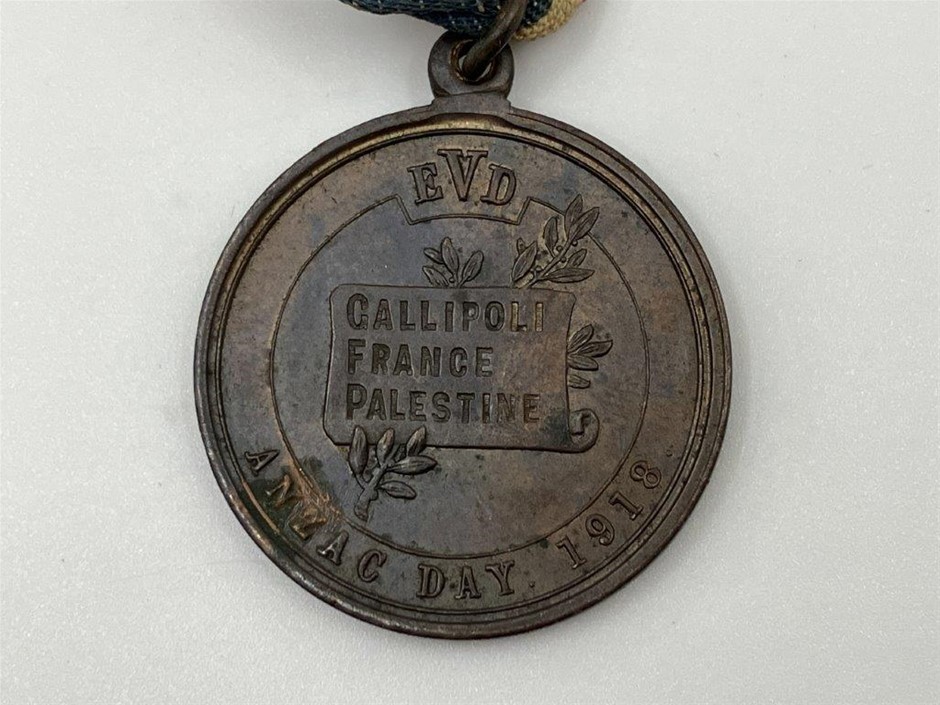 EVD
GALLIPOLI
FRANCE
PALESTINE
ANZAC DAY. 1918